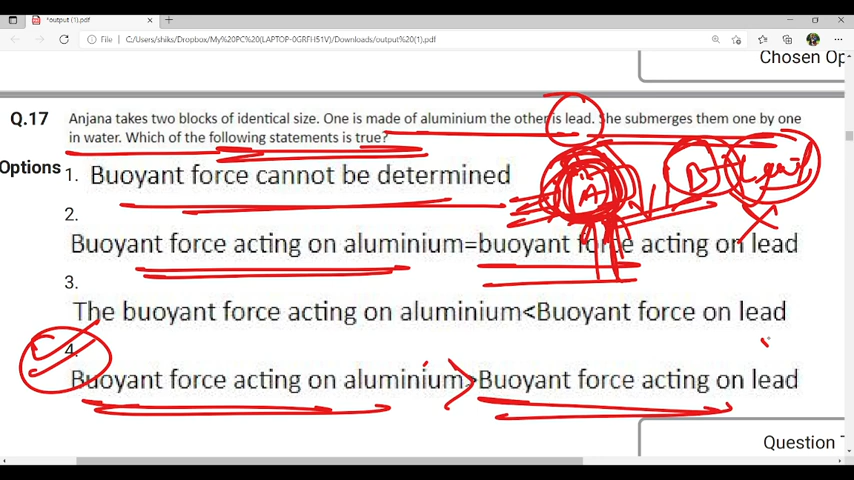 *output (1).pdf
File
C:/Users/shiks/Dropbox/My%20PC%20(LAPTOP-0GRFH51V)/Downloads/output%20(1).pdf
Chosen Op
Q.17 Anjana takes two blocks of identical size. One is made of aluminium the other is lead. She submerges them one by one
in water. Which of the following statements is true?
Options
1. Buoyant force cannot be determined
A
B
2.
Buoyant force acting on aluminium=buoyant force acting on lead
3.
The buoyant force acting on aluminium<Buoyant force on lead
4.
Buoyant force acting on aluminium>Buoyant force acting on lead
Question